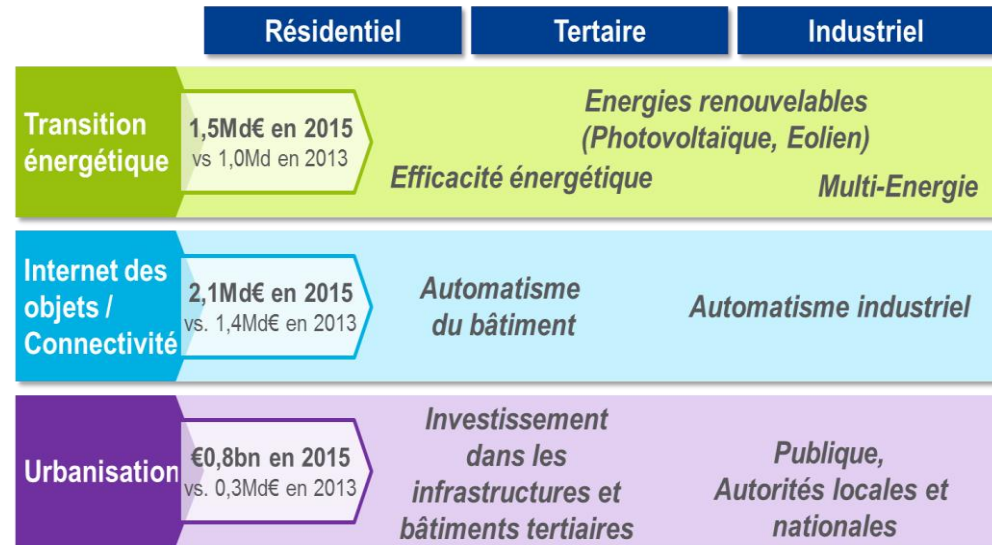 Résidentiel Tertaire Industriel
Transition
énergétique
1,5Md€ en 2015
vs 1,0Md en 2013
Energies renouvelables
(Photovoltaïque, Eolien)
Efficacité énergétique
Multi-Energie
Internet des
objets /
Connectivité
2,1Md€ en 2015
vs. 1,4Md€ en 2013
Automatisme
du bâtiment
Automatisme industriel
Urbanisation
€0,8bn en 2015
vs. 0,3Md€ en 2013
Investissement
dans les
infrastructures et
bâtiments tertiaires
Publique,
Autorités locales et
nationales